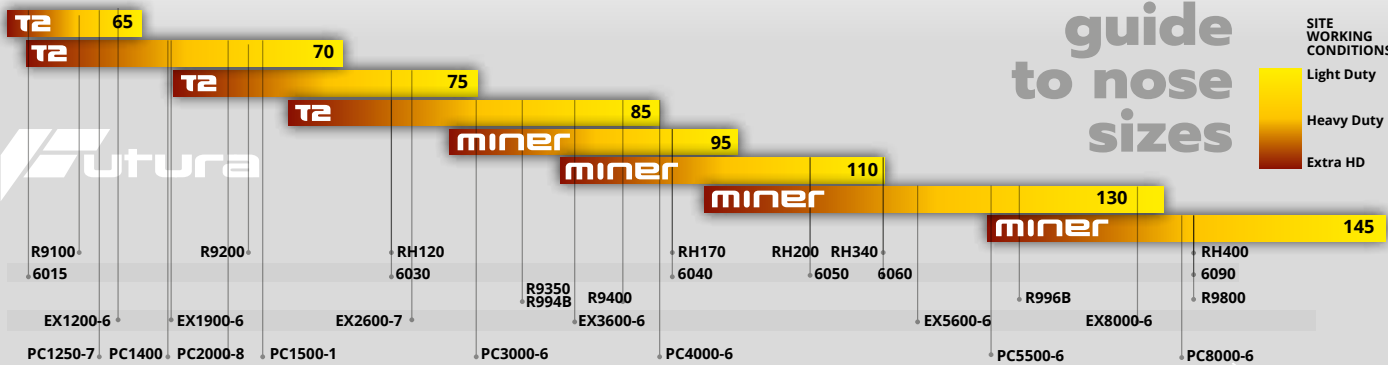 guide
to nose
sizes
SITE
WORKING
CONDITIONS
Light Duty
Heavy Duty
Extra HD
T2 65
T2 70
T2 75
T2 85
miner 95
miner 110
miner 130
miner 145
Futura
R9100 R9200 RH120 RH170 RH200 RH340 RH400
6015 6030 6040 6050 6060 6090
R9350
R994B R9400 R996B R9800
EX1200-6 EX1900-6 EX2600-7 EX3600-6 EX5600-6 EX8000-6
PC1250-7 PC1400 PC2000-8 PC1500-1 PC3000-6 PC4000-6 PC5500-6 PC8000-6